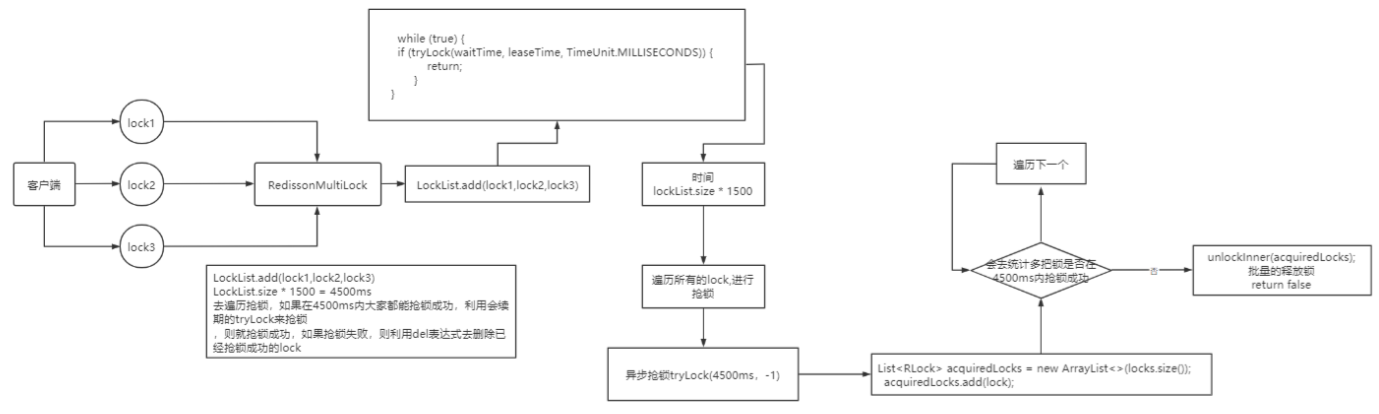 while (true) {
if (tryLock(waitTime, leaseTime, TimeUnit.MILLISECONDS)) {
return;
}
}
lock1
客户端
lock2
lock3
RedissonMultiLock
LockList.add(lock1,lock2,lock3)
时间
lockList.size * 1500
遍历所有的lock,进行
抢锁
异步抢锁tryLock(4500ms，-1)
List<RLock> acquiredLocks = new ArrayList<>(locks.size());
acquiredLocks.add(lock);
遍历下一个
会去统计多把锁是否在
4500ms内抢锁成功
否
unlockInner(acquiredLocks);
批量的释放锁
return false
LockList.add(lock1,lock2,lock3)
LockList.size * 1500 = 4500ms
去遍历抢锁，如果在4500ms内大家都能抢锁成功，利用会续
期的tryLock来抢锁
，则就抢锁成功，如果抢锁失败，则利用del表达式去删除已
经抢锁成功的lock